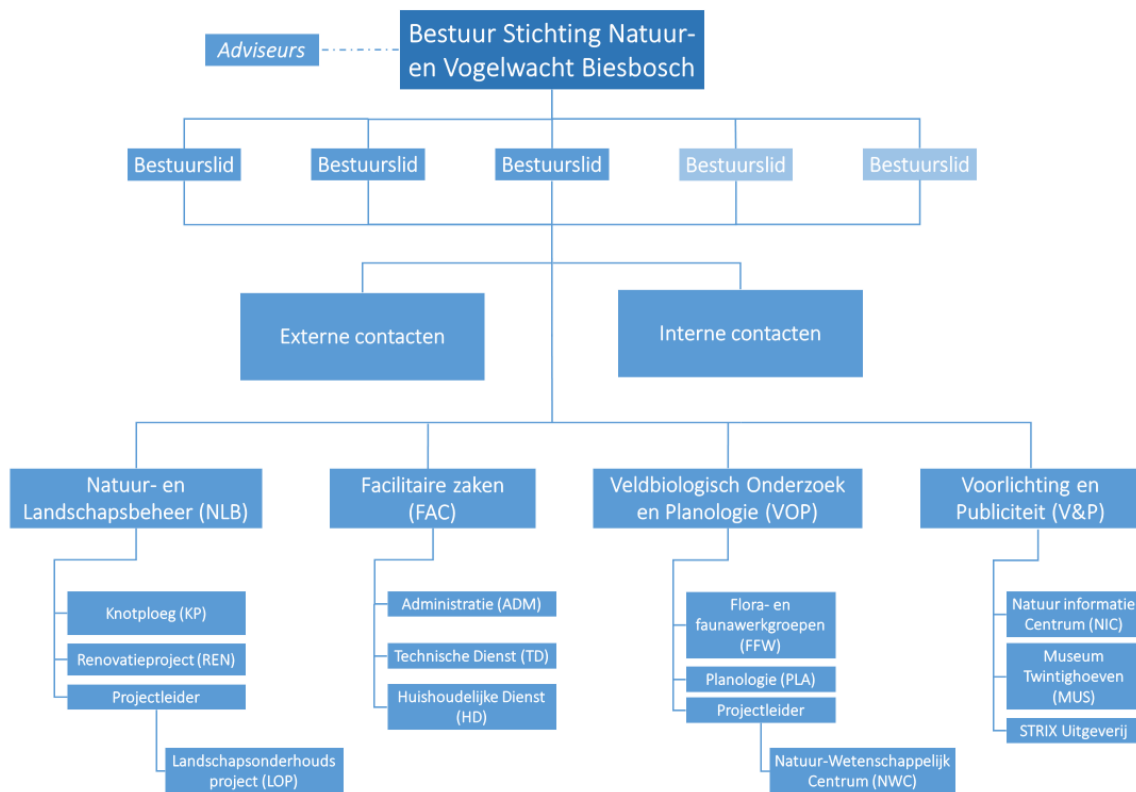 Adviseurs
Bestuur Stichting Natuur-
en Vogelwacht Biesbosch
Bestuurslid
Bestuurslid
Bestuurslid
Bestuurslid
Bestuurslid
Externe contacten
Interne contacten
Natuur- en
Landschapsbeheer (NLB)
Facilitaire zaken
(FAC)
Veldbiologisch Onderzoek
en Planologie (VOP)
Voorlichting en
Publiciteit (V&P)
Knotploeg (KP)
Renovatieproject (REN)
Projectleider
Landschapsonderhouds
project (LOP)
Administratie (ADM)
Technische Dienst (TD)
Huishoudelijke Dienst
(HD)
Flora- en
faunawerkgroepen
(FFW)
Planologie (PLA)
Projectleider
Natuur-Wetenschappelijk
Centrum (NWC)
Natuur informatie
Centrum (NIC)
Museum
Twintighoeven
(MUS)
STRIX Uitgeverij